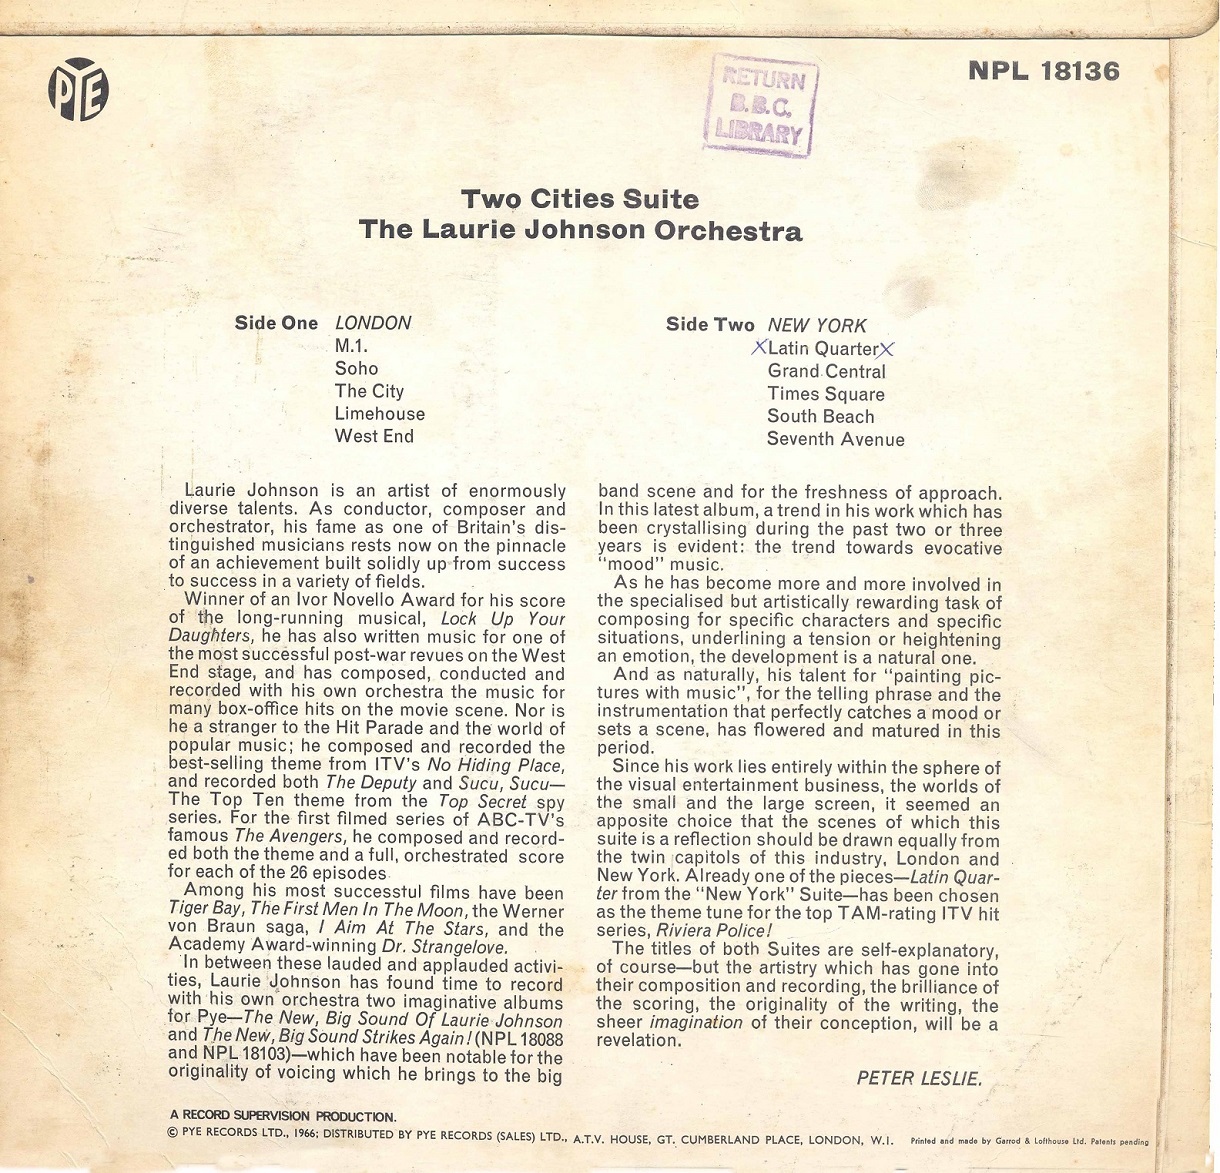 PYE
NPL 18136
RETURN
B.B.C.
LIBRARY
Two Cities Suite
The Laurie Johnson Orchestra
Side One LONDON
M.1.
Soho
The City
Limehouse
West End
Side Two NEW YORK
XLatin QuarterX
Grand Central
Times Square
South Beach
Seventh Avenue
Laurie Johnson is an artist of enormously
diverse talents. As conductor, composer and
orchestrator, his fame as one of Britain's dis-
tinguished musicians rests now on the pinnacle
of an achievement built solidly up from success
to success in a variety of fields.
Winner of an Ivor Novello Award for his score
of the long-running musical, Lock Up Your
Daughters, he has also written music for one of
the most successful post-war revues on the West
End stage, and has composed, conducted and
recorded with his own orchestra the music for
many box-office hits on the movie scene. Nor is
he a stranger to the Hit Parade and the world of
popular music; he composed and recorded the
best-selling theme from ITV's No Hiding Place,
and recorded both The Deputy and Sucu, Sucu—
The Top Ten theme from the Top Secret spy
series. For the first filmed series of ABC-TV's
famous The Avengers, he composed and record-
ed both the theme and a full, orchestrated score
for each of the 26 episodes
Among his most successful films have been
Tiger Bay, The First Men In The Moon, the Werner
von Braun saga, I Aim At The Stars, and the
Academy Award-winning Dr. Strangelove.
In between these lauded and applauded activi-
ties, Laurie Johnson has found time to record
with his own orchestra two imaginative albums
for Pye—The New, Big Sound Of Laurie Johnson
and The New, Big Sound Strikes Again! (NPL 18088
and NPL 18103)—which have been notable for the
originality of voicing which he brings to the big
band scene and for the freshness of approach.
In this latest album, a trend in his work which has
been crystallising during the past two or three
years is evident: the trend towards evocative
"mood" music.
As he has become more and more involved in
the specialised but artistically rewarding task of
composing for specific characters and specific
situations, underlining a tension or heightening
an emotion, the development is a natural one.
And as naturally, his talent for "painting pic-
tures with music", for the telling phrase and the
instrumentation that perfectly catches a mood or
sets a scene, has flowered and matured in this
period.
Since his work lies entirely within the sphere of
the visual entertainment business, the worlds of
the small and the large screen, it seemed an
apposite choice that the scenes of which this
suite is a reflection should be drawn equally from
the twin capitols of this industry, London and
New York. Already one of the pieces—Latin Quar-
ter from the "New York" Suite—has been chosen
as the theme tune for the top TAM-rating ITV hit
series, Riviera Police!
The titles of both Suites are self-explanatory,
of course—but the artistry which has gone into
their composition and recording, the brilliance of
the scoring, the originality of the writing, the
sheer imagination of their conception, will be a
revelation.
PETER LESLIE.
A RECORD SUPERVISION PRODUCTION.
© PYE RECORDS LTD., 1966; DISTRIBUTED BY PYE RECORDS (SALES) LTD., A.T.V. HOUSE, GT. CUMBERLAND PLACE, LONDON, W.I. Printed and made by Garrod & Lofthouse Ltd. Patents pending